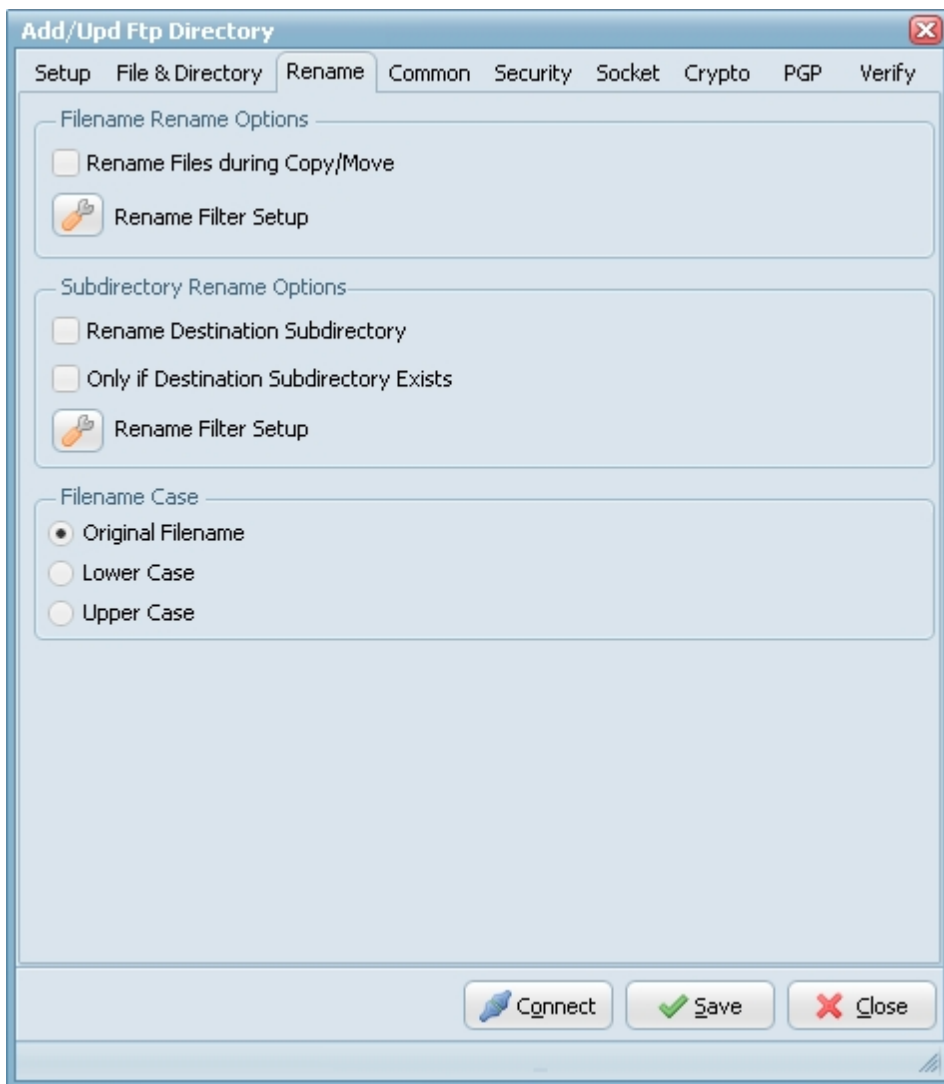 Add/Upd Ftp Directory
Setup File & Directory Rename Common Security Socket Crypto PGP Verify
Filename Rename Options
Rename Files during Copy/Move
Rename Filter Setup
Subdirectory Rename Options
Rename Destination Subdirectory
Only if Destination Subdirectory Exists
Rename Filter Setup
Filename Case
Original Filename
Lower Case
Upper Case
Connect Save Close